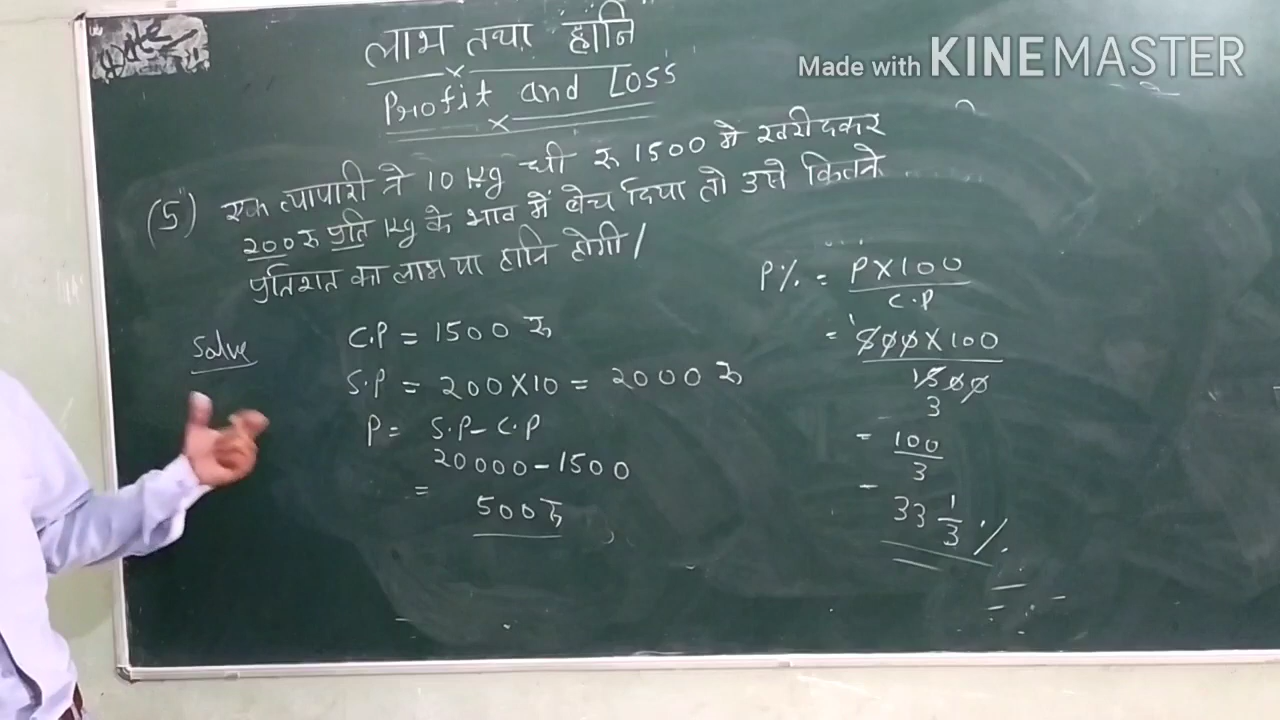 Made with KINEMASTER
लाभ तथा हानि
Profit and Loss
(5) एक व्यापारी ने 10 Kg घी रु 1500 मे खरीदकर
200 रु प्रति Kg के भाव में बेच दिया तो उसे कितने
प्रतिशत का लाभ या हानि होगी।
Solve
C.P = 1500 रु
S.P = 200 X 10 = 2000 रु
P = S.P - C.P
20000 - 1500
=
500 रु
P% = P X 100
C.P
= 1
500 X 100
1500
3
= 100
3
= 33 1/3 %